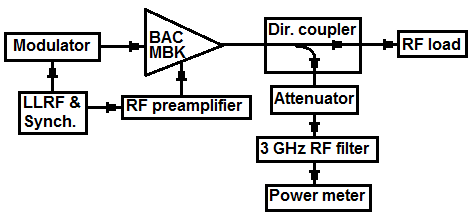 Modulator
BAC
MBK
Dir. coupler
RF load
LLRF &
Synch.
RF preamplifier
Attenuator
3 GHz RF filter
Power meter